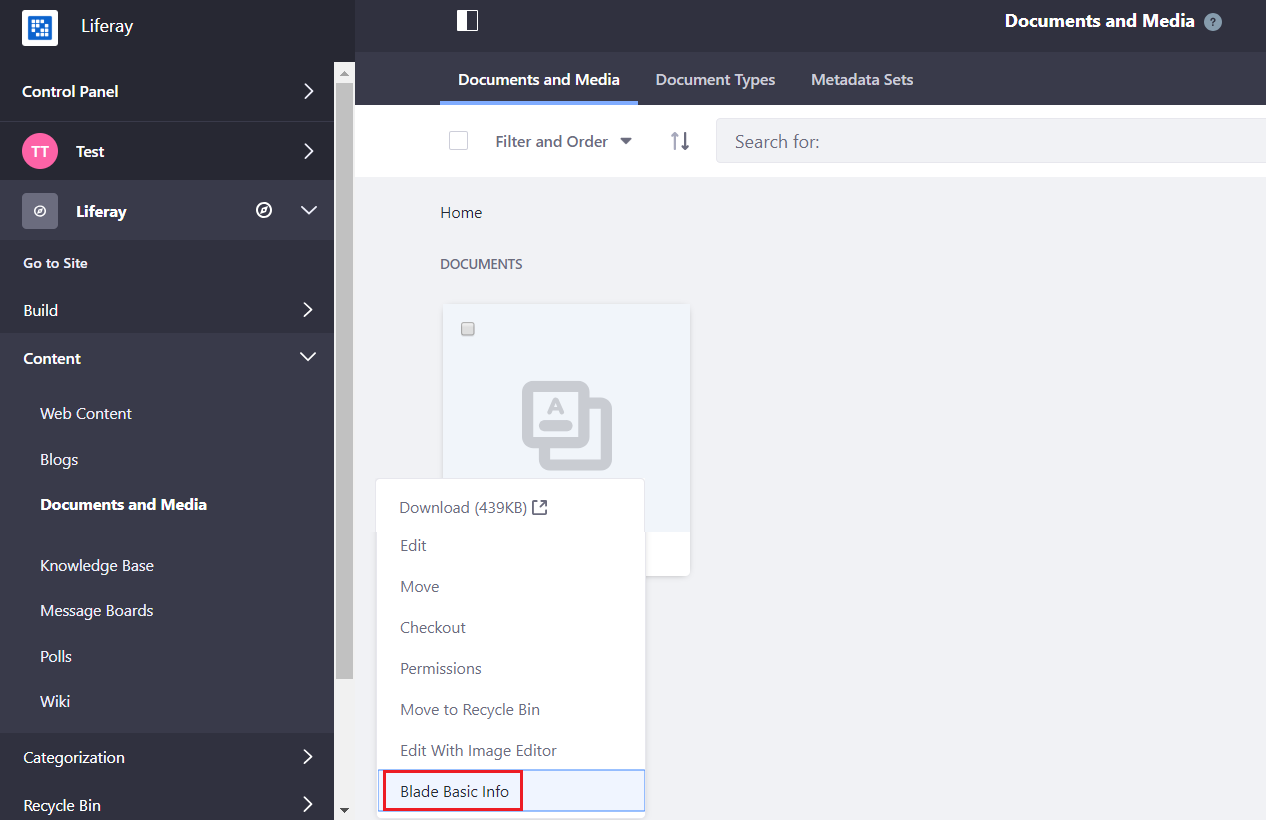 Liferay
Control Panel
TT Test
Liferay
Go to Site
Build
Content
Web Content
Blogs
Documents and Media
Knowledge Base
Message Boards
Polls
Wiki
Categorization
Recycle Bin
Documents and Media ?
Documents and Media Document Types Metadata Sets
Filter and Order Search for:
Home
DOCUMENTS
A
Download (439KB)
Edit
Move
Checkout
Permissions
Move to Recycle Bin
Edit With Image Editor
Blade Basic Info